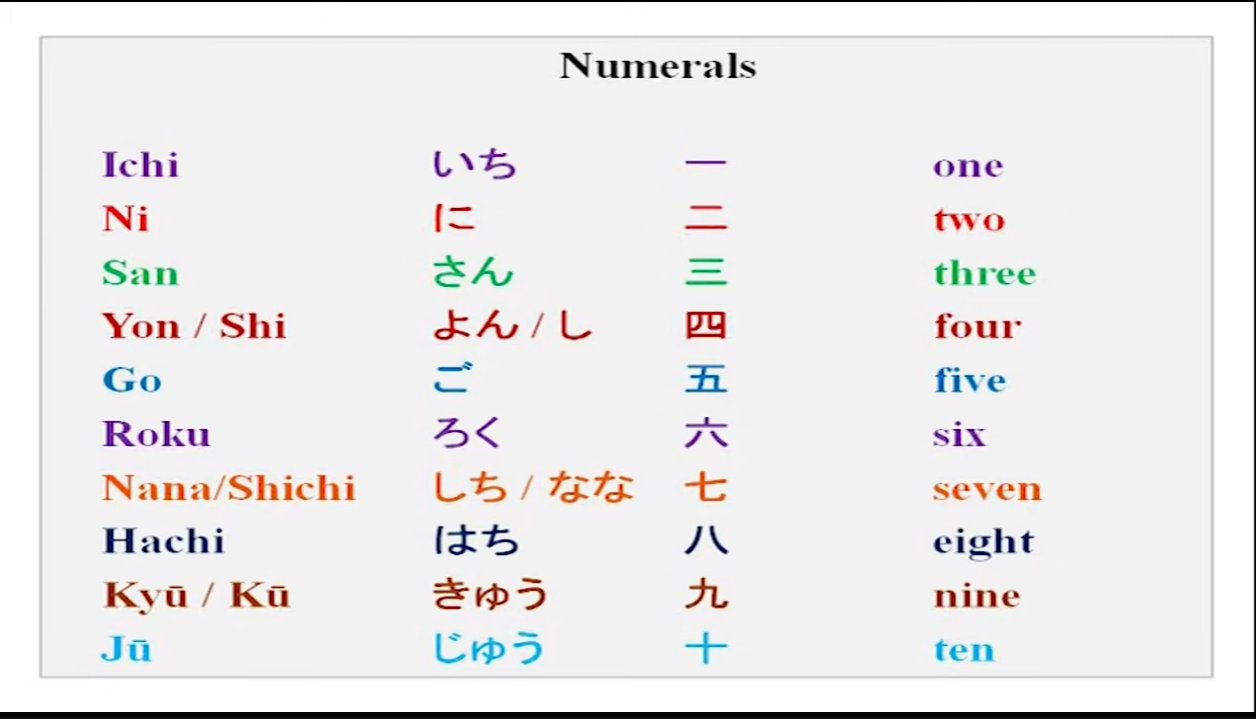 Numerals
Ichi いち 一 one
Ni に 二 two
San さん 三 three
Yon / Shi よん / し 四 four
Go ご 五 five
Roku ろく 六 six
Nana/Shichi しち / なな 七 seven
Hachi はち 八 eight
Kyū / Kū きゅう 九 nine
Jū じゅう 十 ten